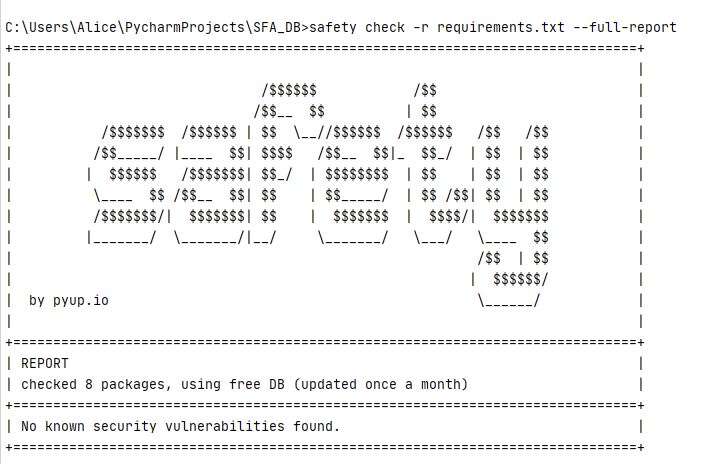 C:\Users\Alice\PycharmProjects\SFA_DB>safety check -r requirements.txt --full-report
+==============================================================================+
|                                                                              |
|                               /$$$$$$            /$$                         |
|                              /$$__  $$          | $$                         |
|           /$$$$$$$  /$$$$$$ | $$  \__//$$$$$$  /$$$$$$   /$$   /$$           |
|          /$$_____/ |____  $$| $$$$   /$$__  $$|_  $$_/  | $$  | $$           |
|         |  $$$$$$   /$$$$$$$| $$_/  | $$$$$$$$  | $$    | $$  | $$           |
|          \____  $$ /$$__  $$| $$    | $$_____/  | $$ /$$| $$  | $$           |
|          /$$$$$$$/|  $$$$$$$| $$    |  $$$$$$$  |  $$$$/|  $$$$$$$           |
|         |_______/  \_______/|__/     \_______/   \___/   \____  $$           |
|                                                          /$$  | $$           |
|                                                         |  $$$$$$/           |
|  by pyup.io                                              \______/            |
|                                                                              |
+==============================================================================+
| REPORT                                                                       |
| checked 8 packages, using free DB (updated once a month)                     |
+==============================================================================+
| No known security vulnerabilities found.                                     |
+==============================================================================+